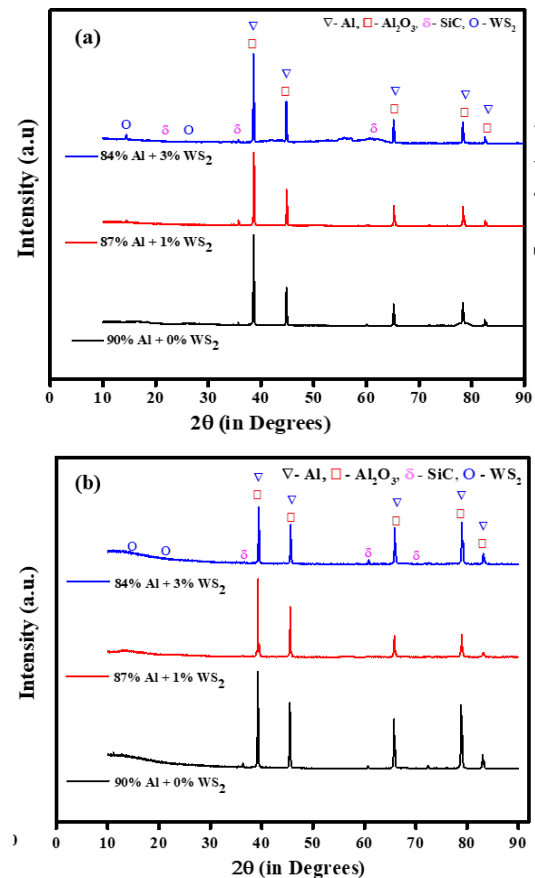 (a)
▽- Al, □- Al₂O₃, δ- SiC, O- WS₂
Intensity (a.u)
O δ O δ δ
84% Al + 3% WS₂
87% Al + 1% WS₂
90% Al + 0% WS₂
0 10 20 30 40 50 60 70 80 90
2θ (in Degrees)
(b)
▽- Al, □- Al₂O₃, δ - SiC, O - WS₂
Intensity (a.u.)
O O δ δ δ
84% Al + 3% WS₂
87% Al + 1% WS₂
90% Al + 0% WS₂
0 10 20 30 40 50 60 70 80 90
2θ (in Degrees)